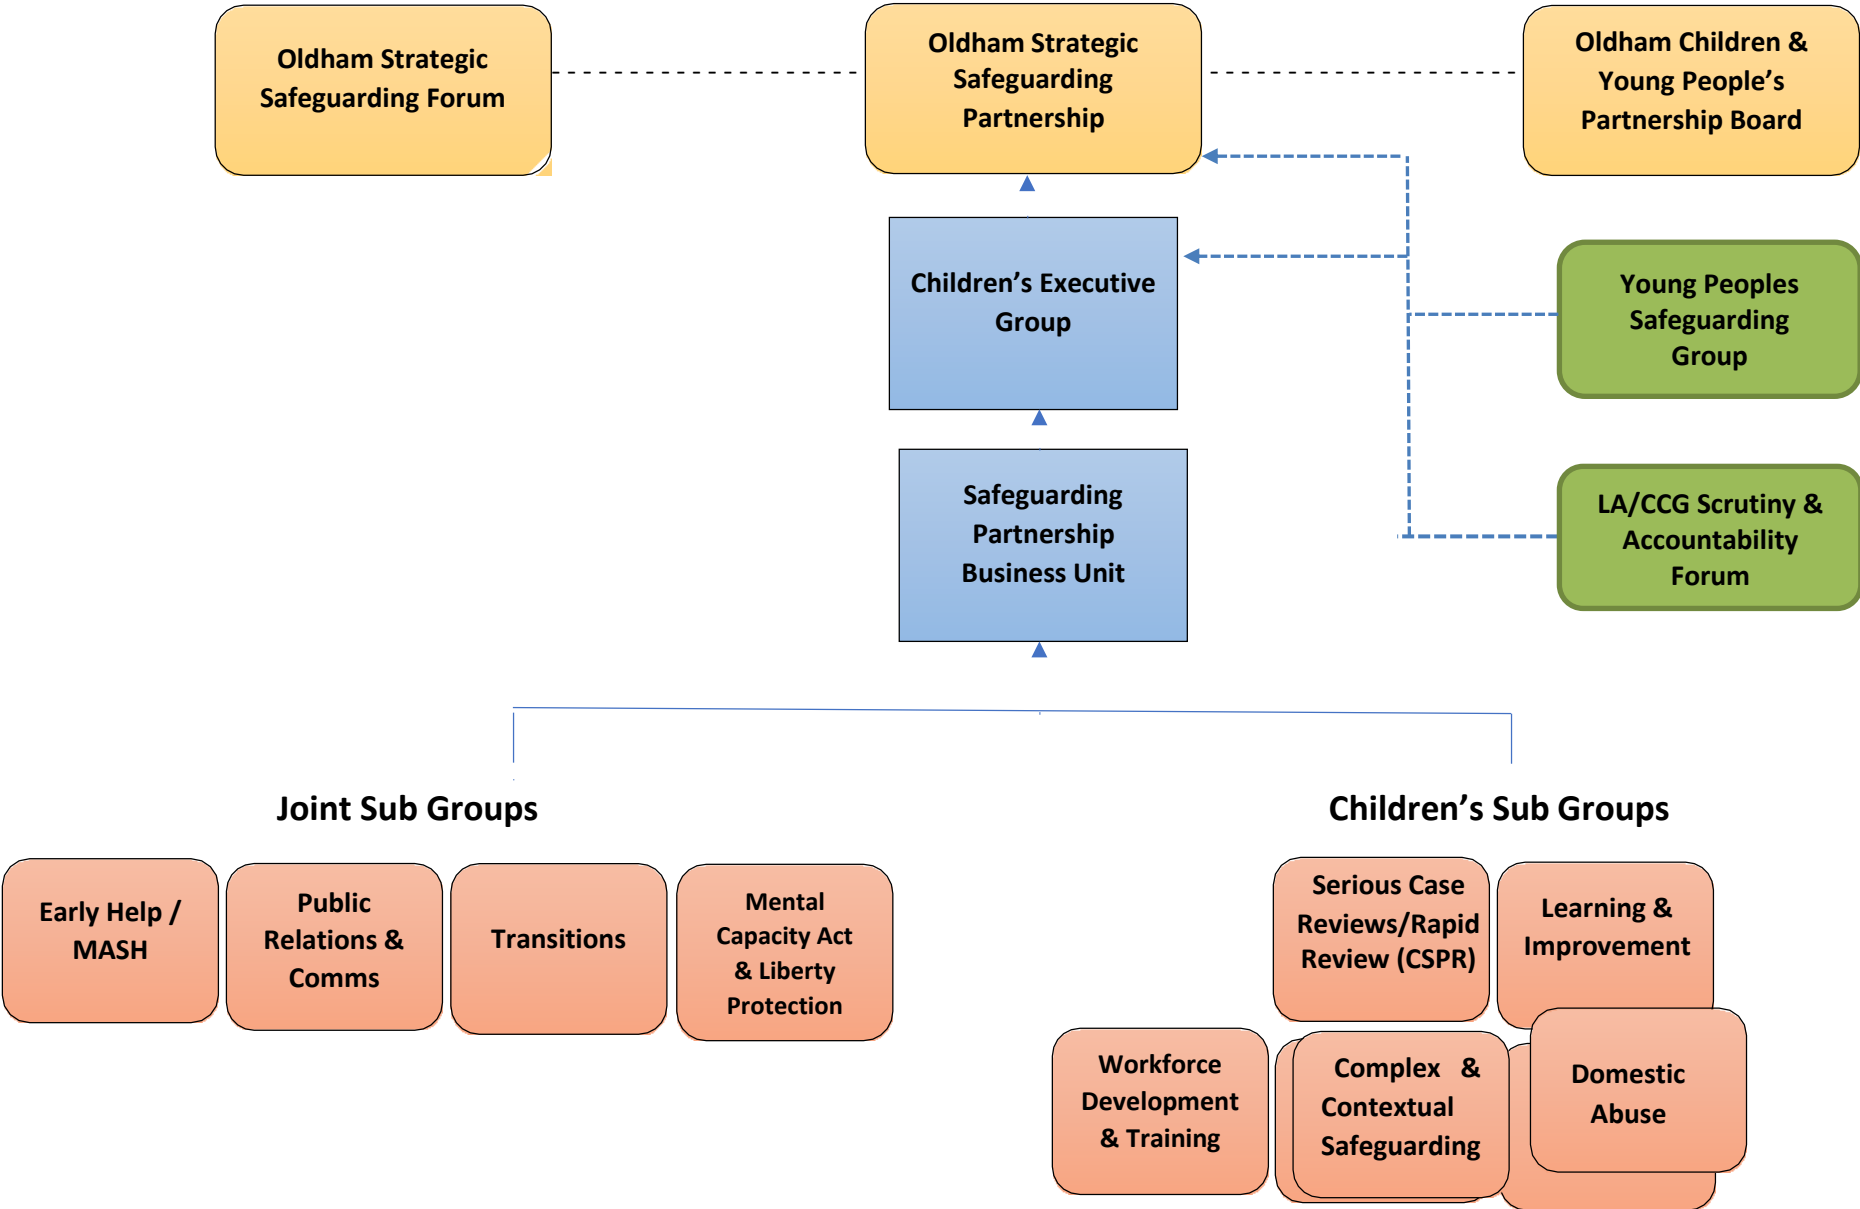 Oldham Strategic
Safeguarding Forum
Oldham Strategic
Safeguarding
Partnership
Oldham Children &
Young People’s
Partnership Board
Children’s Executive
Group
Young Peoples
Safeguarding
Group
Safeguarding
Partnership
Business Unit
LA/CCG Scrutiny &
Accountability
Forum
Joint Sub Groups
Early Help /
MASH
Public
Relations &
Comms
Transitions
Mental
Capacity Act
& Liberty
Protection
Children’s Sub Groups
Serious Case
Reviews/Rapid
Review (CSPR)
Learning &
Improvement
Workforce
Development
& Training
Complex &
Contextual
Safeguarding
Domestic
Abuse